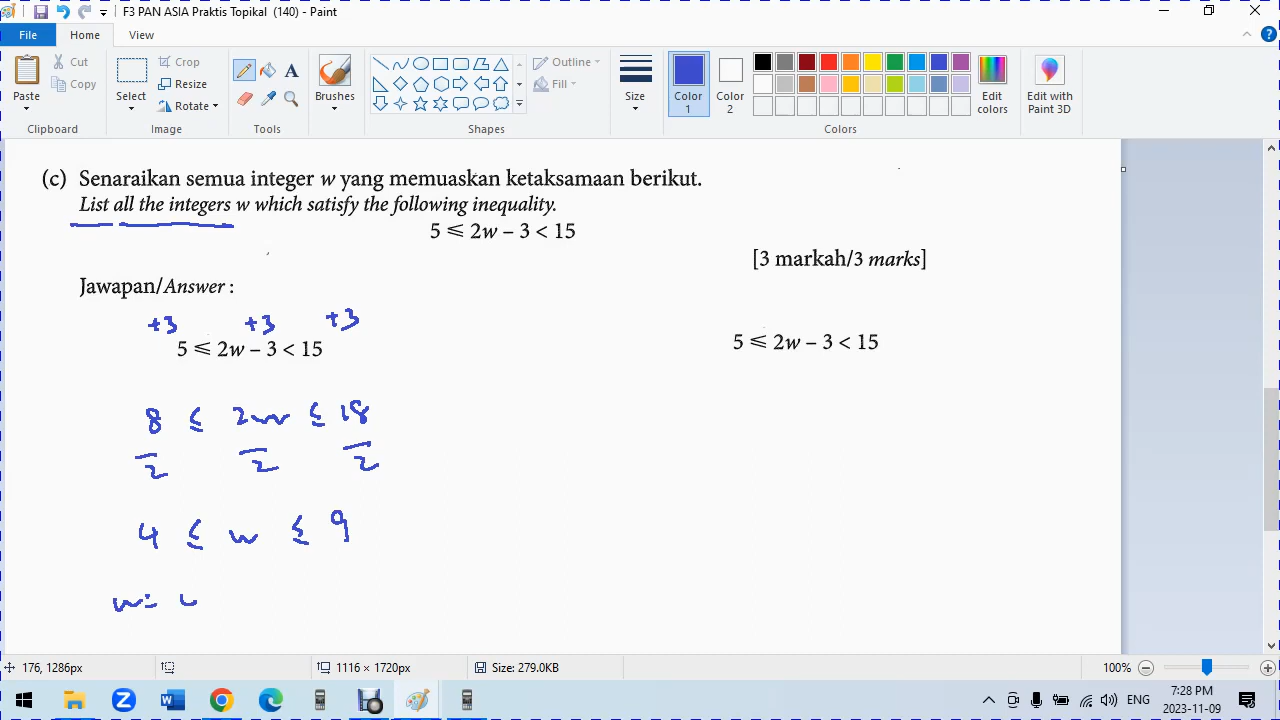 F3 PAN ASIA Praktis Topikal (140) - Paint
File Home View
Paste Cut Copy Clipboard
Select Crop Resize Rotate Image
A Tools
Brushes
Shapes Outline Fill
Size
Color 1 Color 2 Edit colors Colors
Edit with Paint 3D
(c) Senaraikan semua integer w yang memuaskan ketaksamaan berikut.
List all the integers w which satisfy the following inequality.
5 ⩽ 2w – 3 < 15
[3 markah/3 marks]
Jawapan/Answer :
+3 +3 +3
5 ⩽ 2w – 3 < 15 5 ⩽ 2w – 3 < 15
8 ≤ 2w ≤ 18
2 2 2
4 ≤ w ≤ 9
w=
176, 1286px 1116 × 1720px Size: 279.0KB 100%
ENG 7:28 PM
2023-11-09